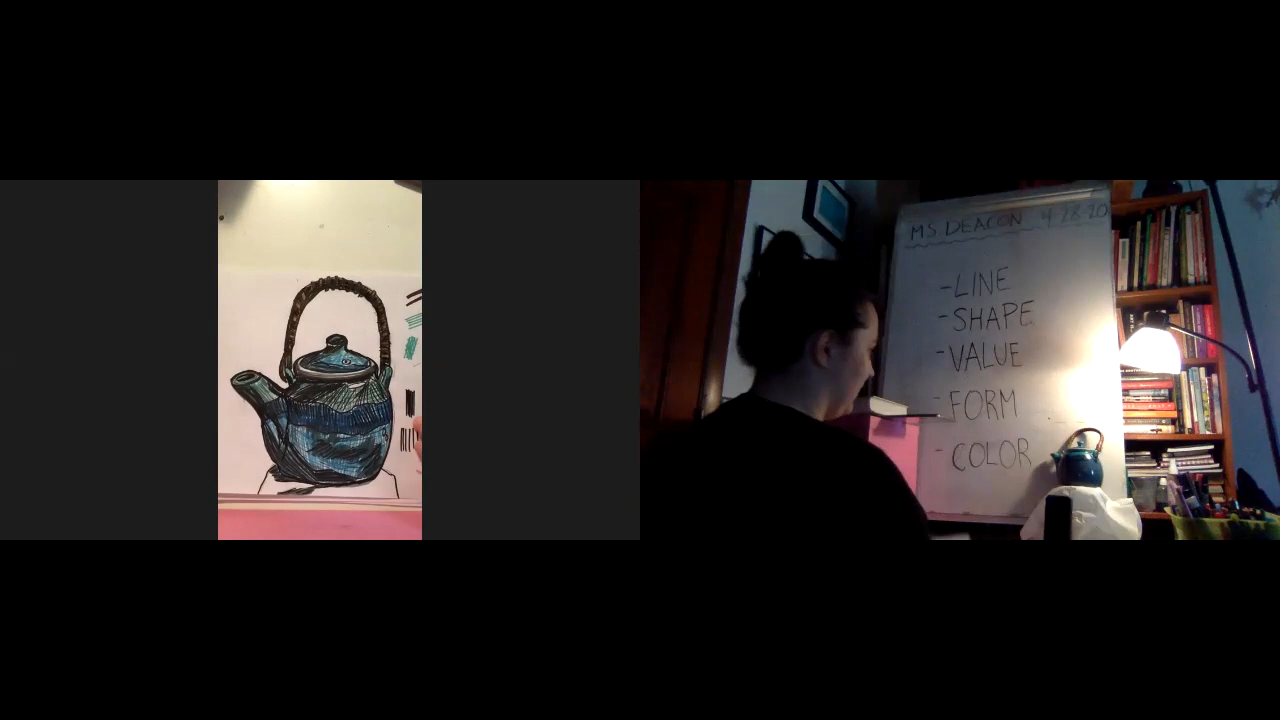 MS. DEACON 4-28-20
-LINE
-SHAPE
-VALUE
-FORM
-COLOR